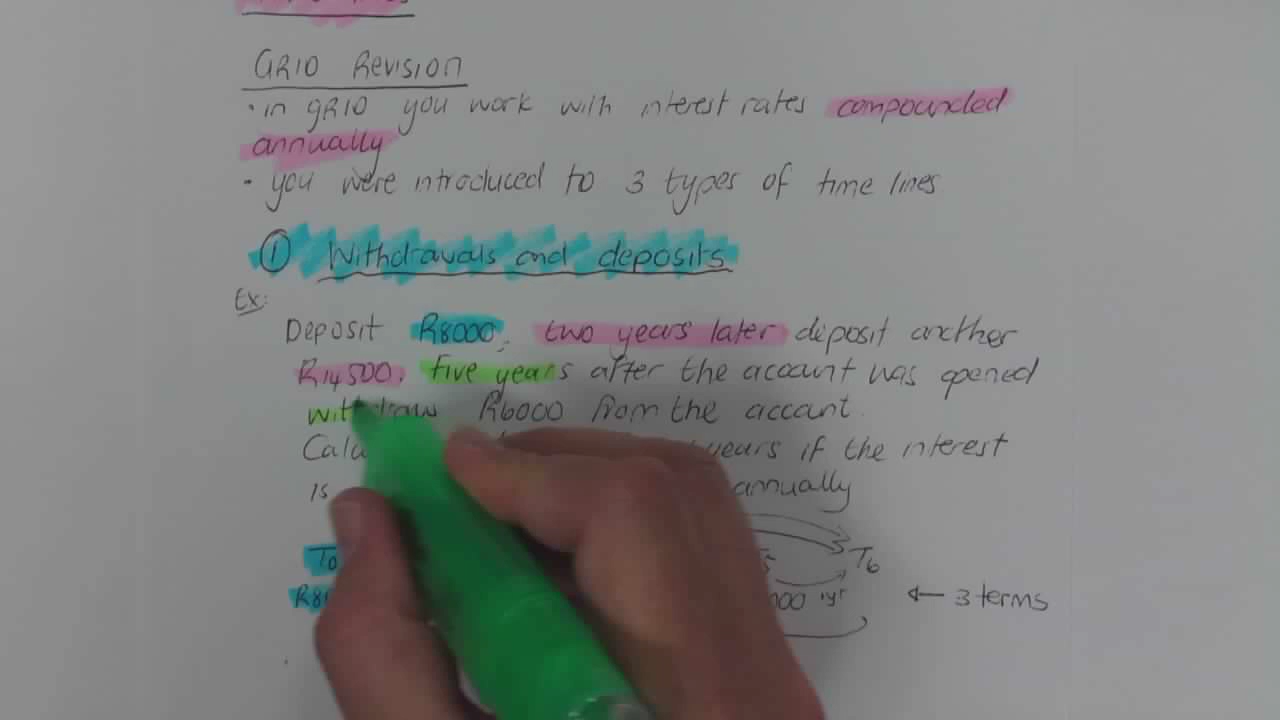 GR10 Revision
• in gR10 you work with interest rates compounded
annually
• you were introduced to 3 types of time lines
① Withdrawals and deposits
Ex:
Deposit R8000, two years later deposit another
R14500. Five years after the account was opened
withdraw R6000 from the account.
years if the interest
is annually
T0 T6
1yr ← 3 terms